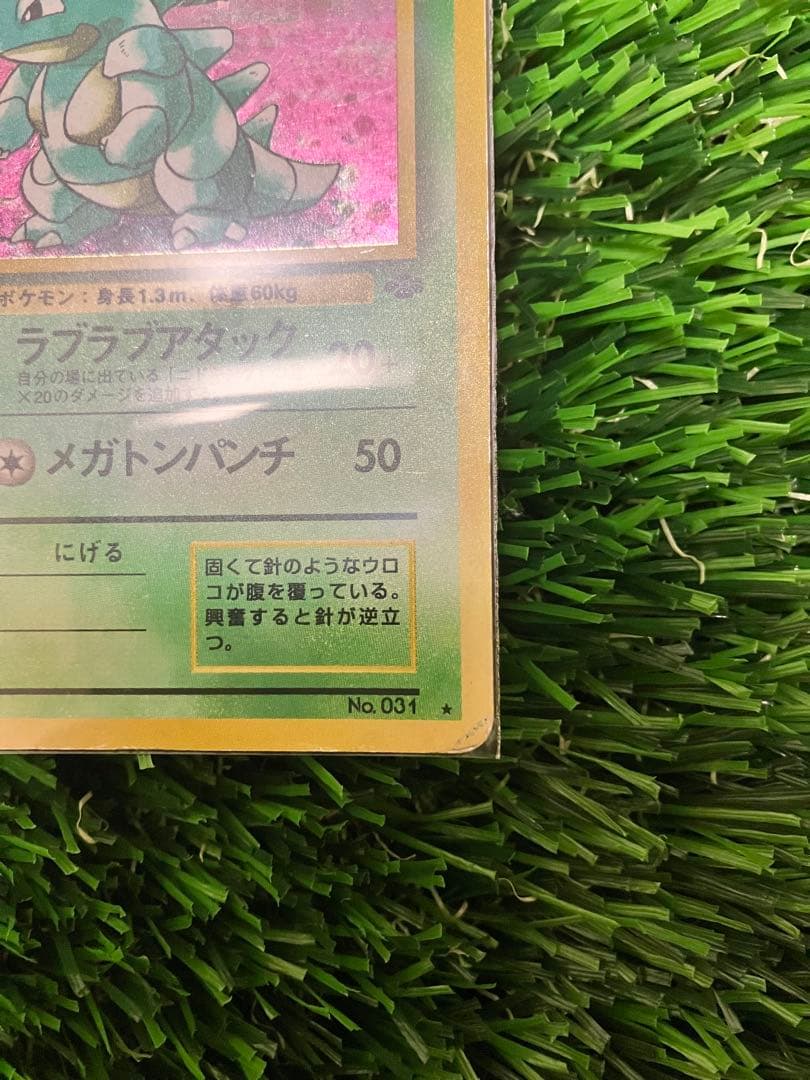 ポケモン：身長1.3m、体重60kg
ラブラブアタック 20+
自分の場に出ている「ニ
×20のダメージを追加
メガトンパンチ 50
にげる
固くて針のようなウロ
コが腹を覆っている。
興奮すると針が逆立
つ。
No. 031 ★